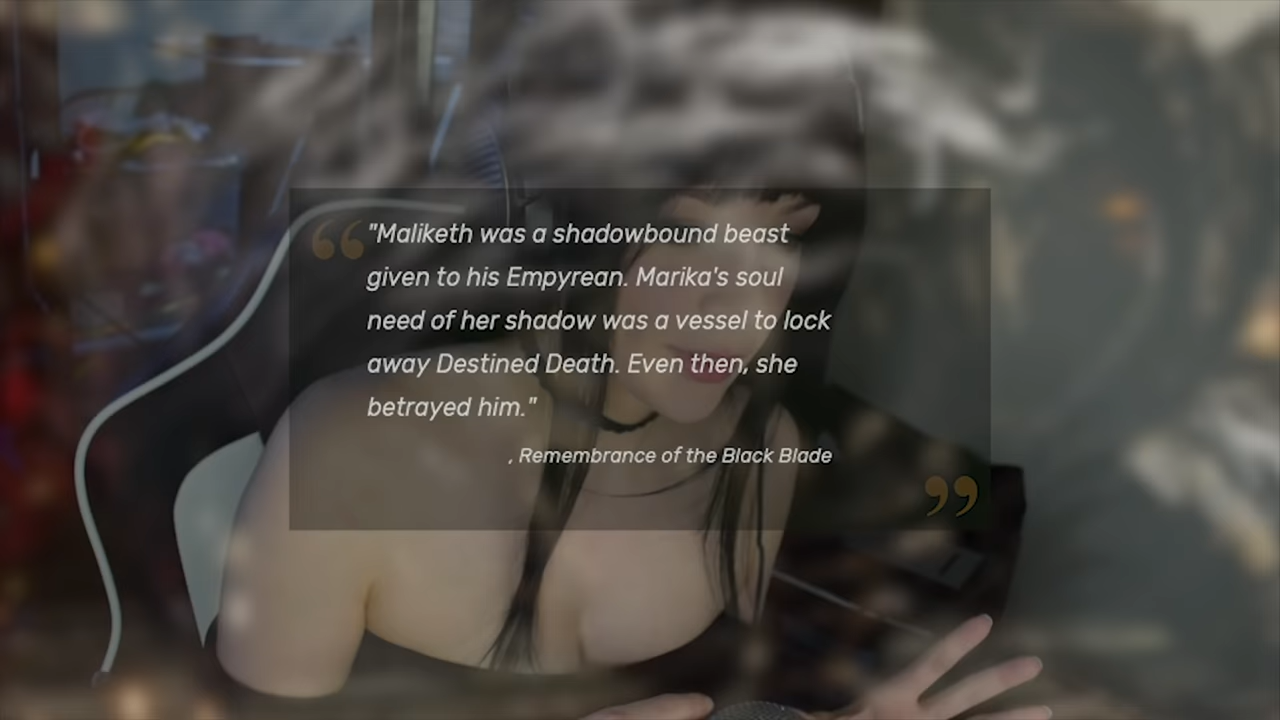 "Maliketh was a shadowbound beast
given to his Empyrean. Marika's soul
need of her shadow was a vessel to lock
away Destined Death. Even then, she
betrayed him."
, Remembrance of the Black Blade